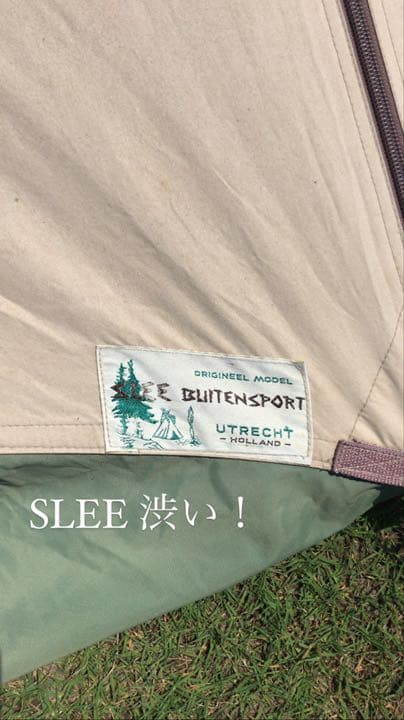 ORIGINEEL MODEL
SLEE BUITENSPORT
UTRECHT
- HOLLAND -
SLEE 渋い！